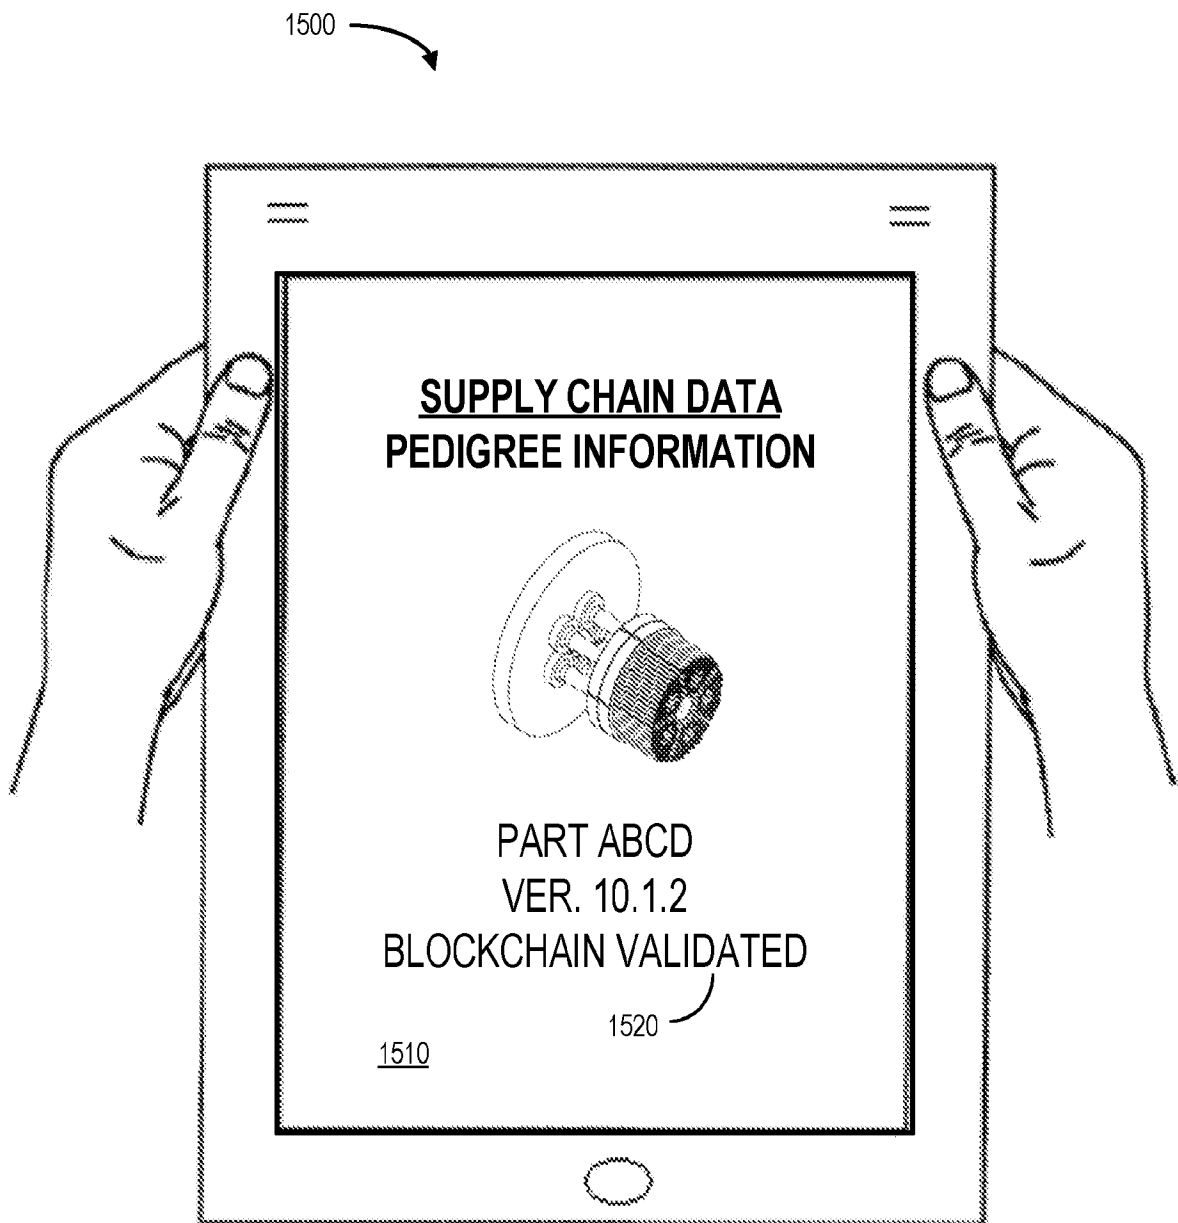 1500
SUPPLY CHAIN DATA
PEDIGREE INFORMATION
PART ABCD
VER. 10.1.2
BLOCKCHAIN VALIDATED
1520
1510